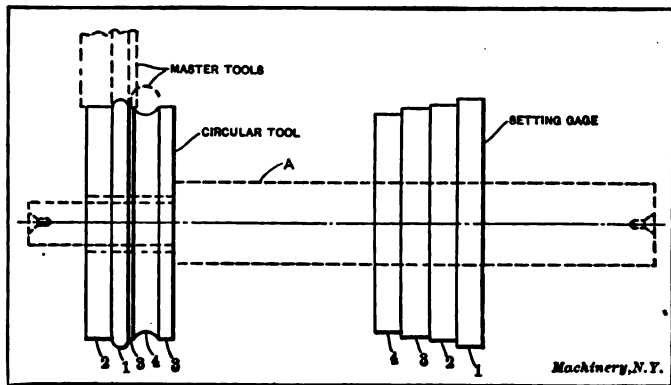 MASTER TOOLS
CIRCULAR TOOL
SETTING GAGE
A
2 1 3 4 3
4 3 2 1
Machinery, N.Y.